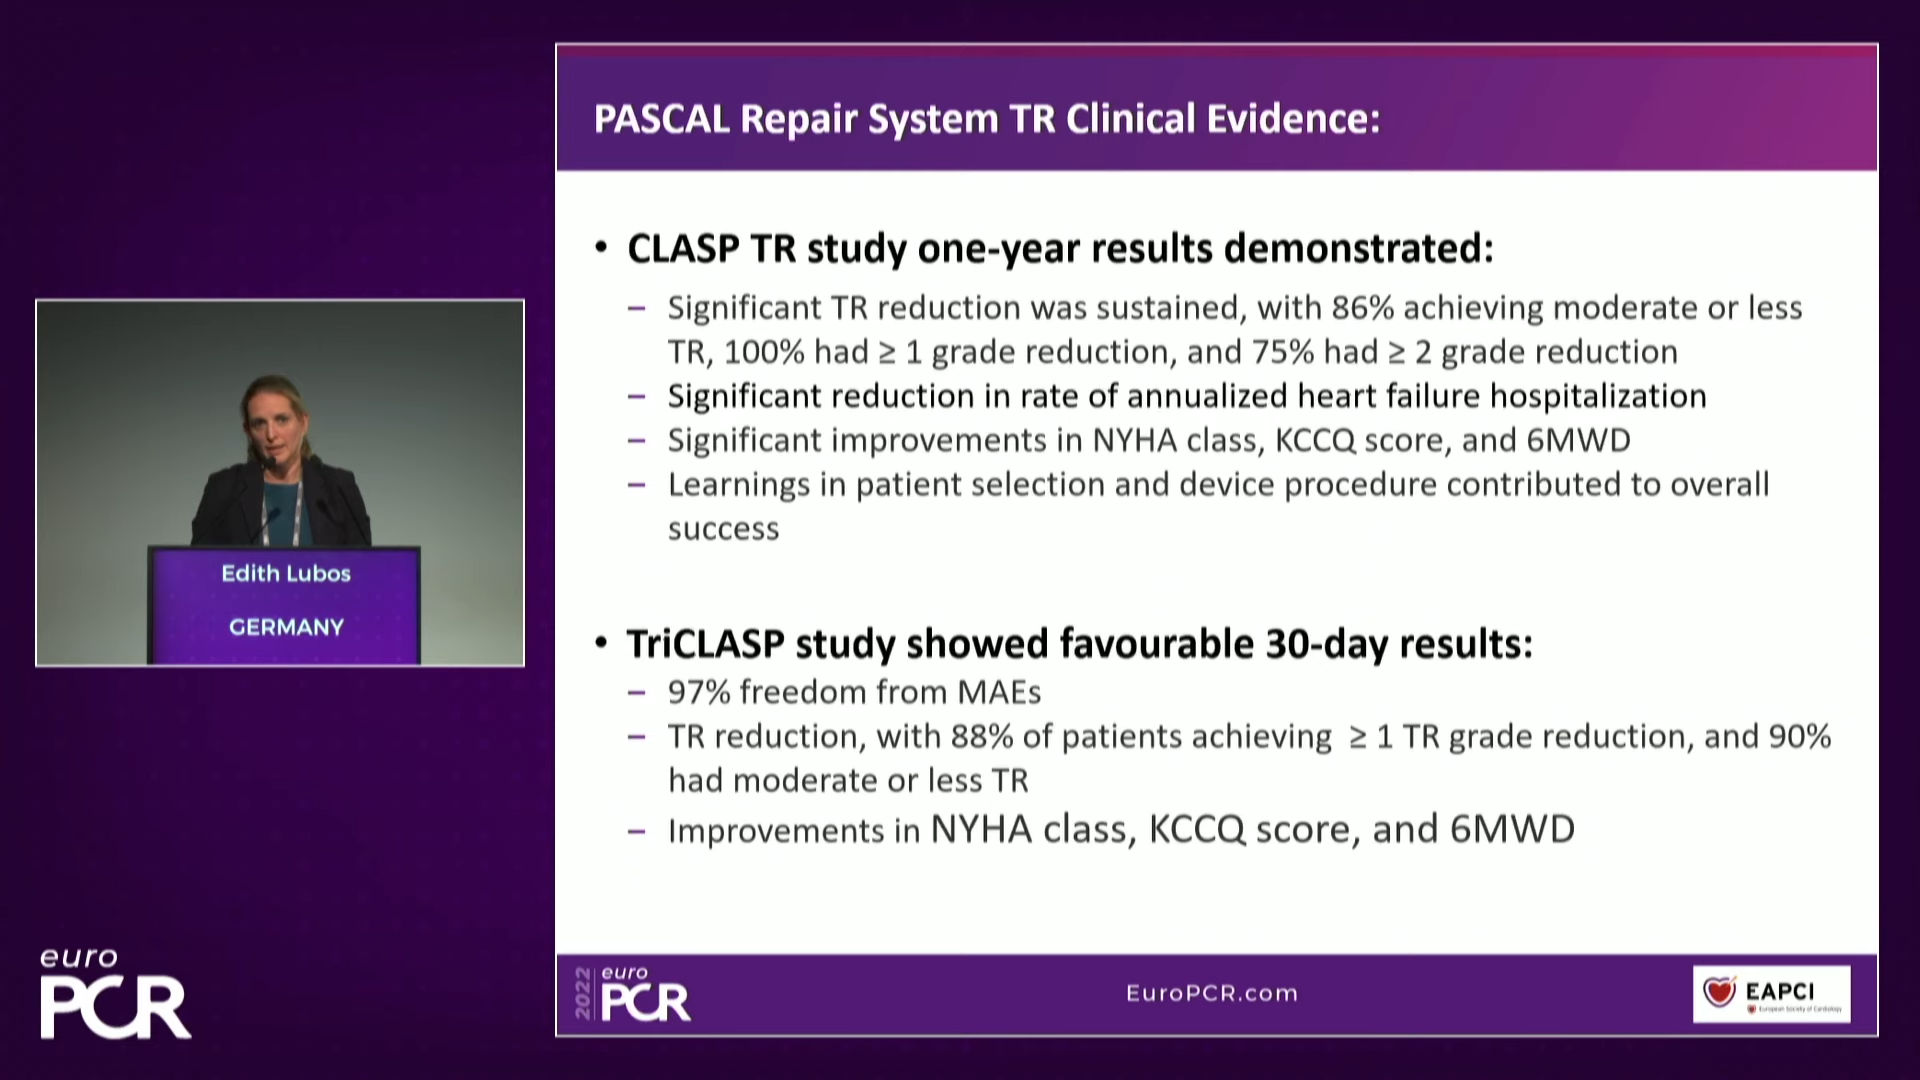 PASCAL Repair System TR Clinical Evidence:
• CLASP TR study one-year results demonstrated:
– Significant TR reduction was sustained, with 86% achieving moderate or less
TR, 100% had ≥ 1 grade reduction, and 75% had ≥ 2 grade reduction
– Significant reduction in rate of annualized heart failure hospitalization
– Significant improvements in NYHA class, KCCQ score, and 6MWD
– Learnings in patient selection and device procedure contributed to overall
success
• TriCLASP study showed favourable 30-day results:
– 97% freedom from MAEs
– TR reduction, with 88% of patients achieving ≥ 1 TR grade reduction, and 90%
had moderate or less TR
– Improvements in NYHA class, KCCQ score, and 6MWD
Edith Lubos
GERMANY
euro
PCR
2022
euro
PCR
EuroPCR.com
EAPCI
European Society of Cardiology